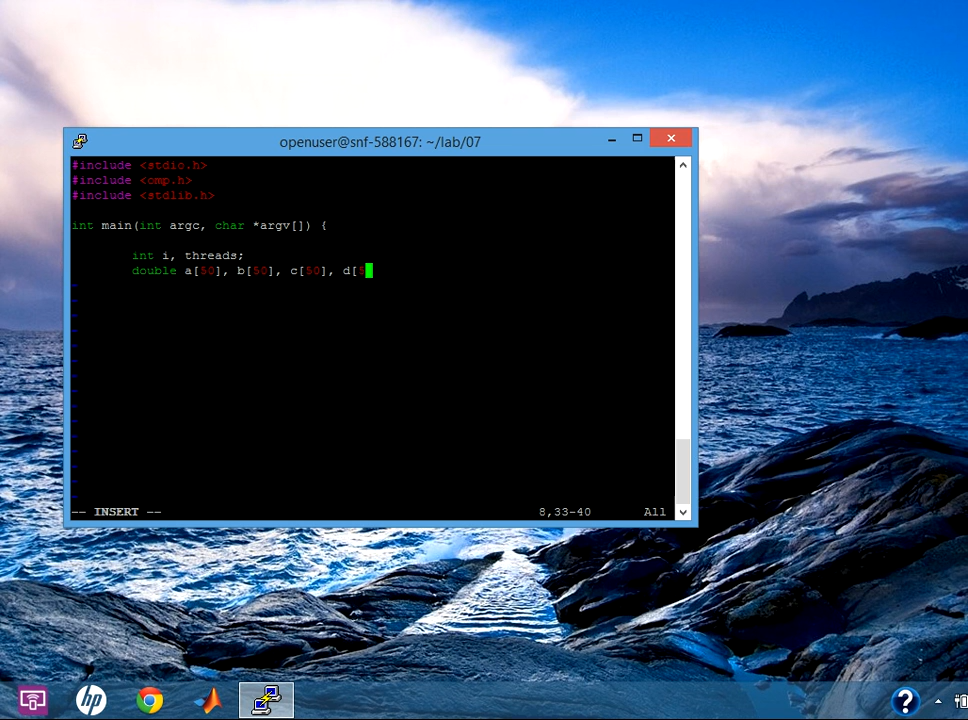 openuser@snf-588167: ~/lab/07
#include <stdio.h>
#include <omp.h>
#include <stdlib.h>
int main(int argc, char *argv[]) {
int i, threads;
double a[50], b[50], c[50], d[5
-- INSERT --
8,33-40
All
hp
?